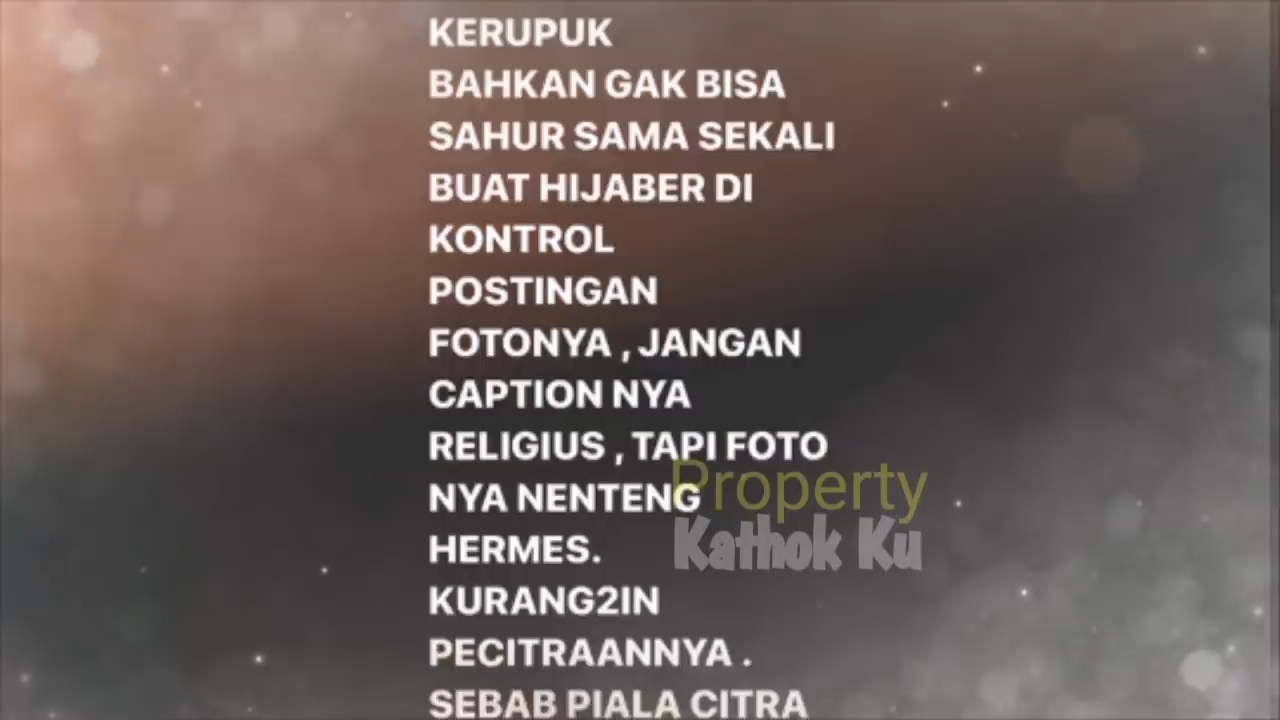 KERUPUK
BAHKAN GAK BISA
SAHUR SAMA SEKALI
BUAT HIJABER DI
KONTROL
POSTINGAN
FOTONYA , JANGAN
CAPTION NYA
RELIGIUS , TAPI FOTO
NYA NENTENG
HERMES.
KURANG2IN
PECITRAANNYA .
SEBAB PIALA CITRA
Property
Kathok Ku